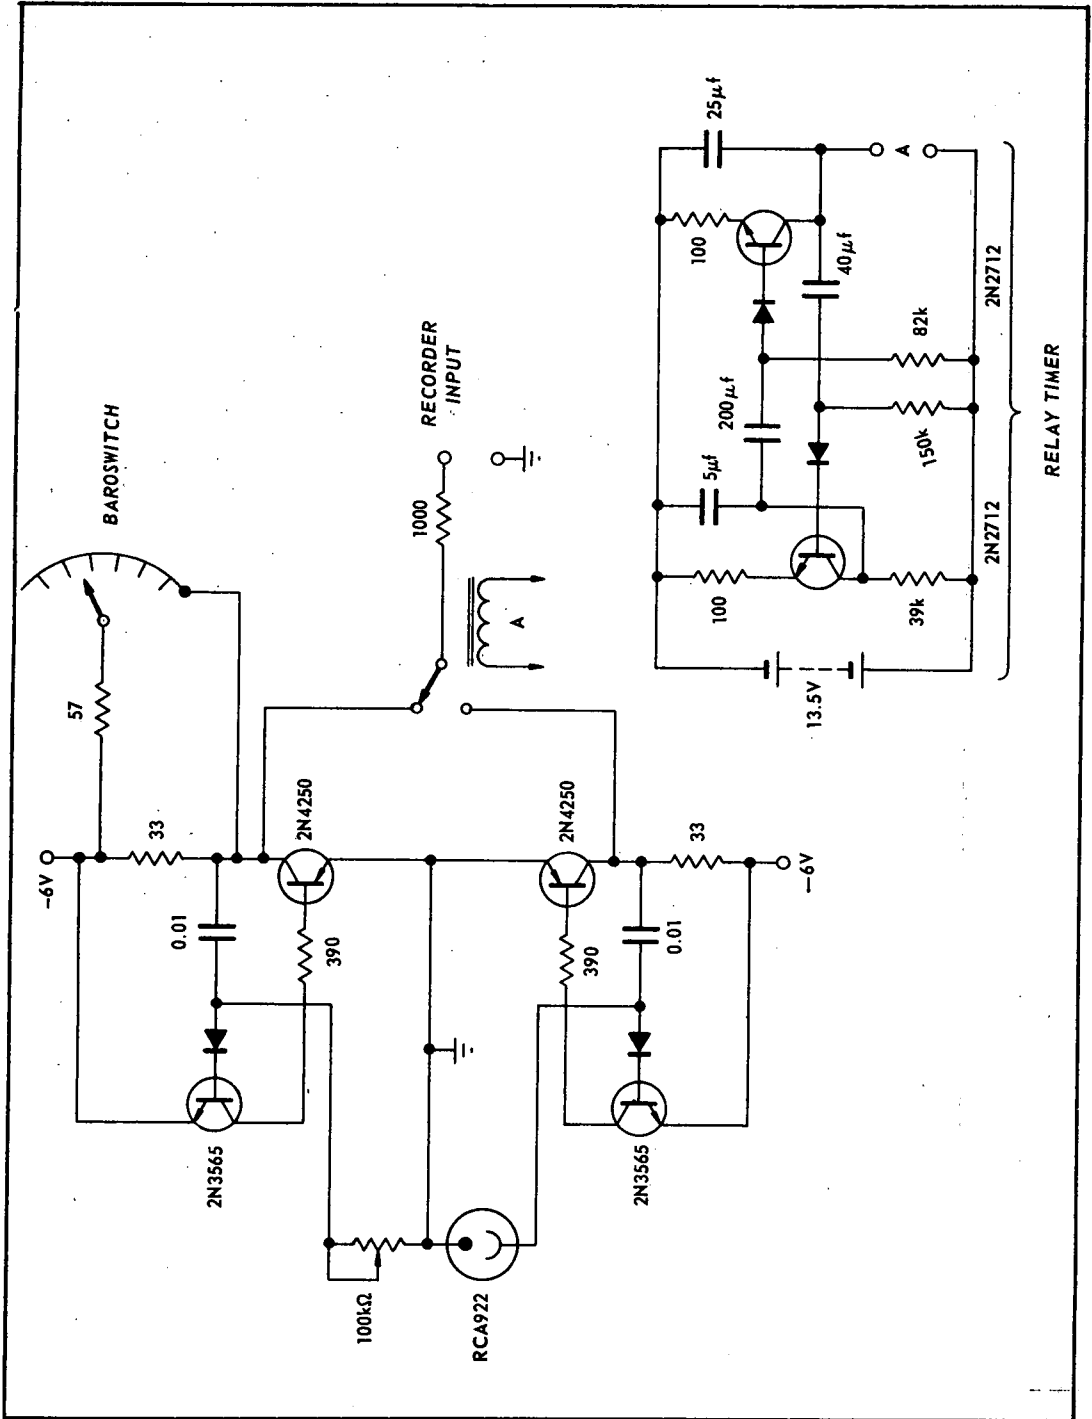 BAROSWITCH
57
-6V
33
0.01
2N4250
390
2N3565
100kΩ
RCA922
2N3565
390
0.01
2N4250
33
-6V
1000
RECORDER
INPUT
A
25μf
100
40μf
A
200μf
5μf
82k
150k
100
39k
13.5V
2N2712
2N2712
RELAY TIMER